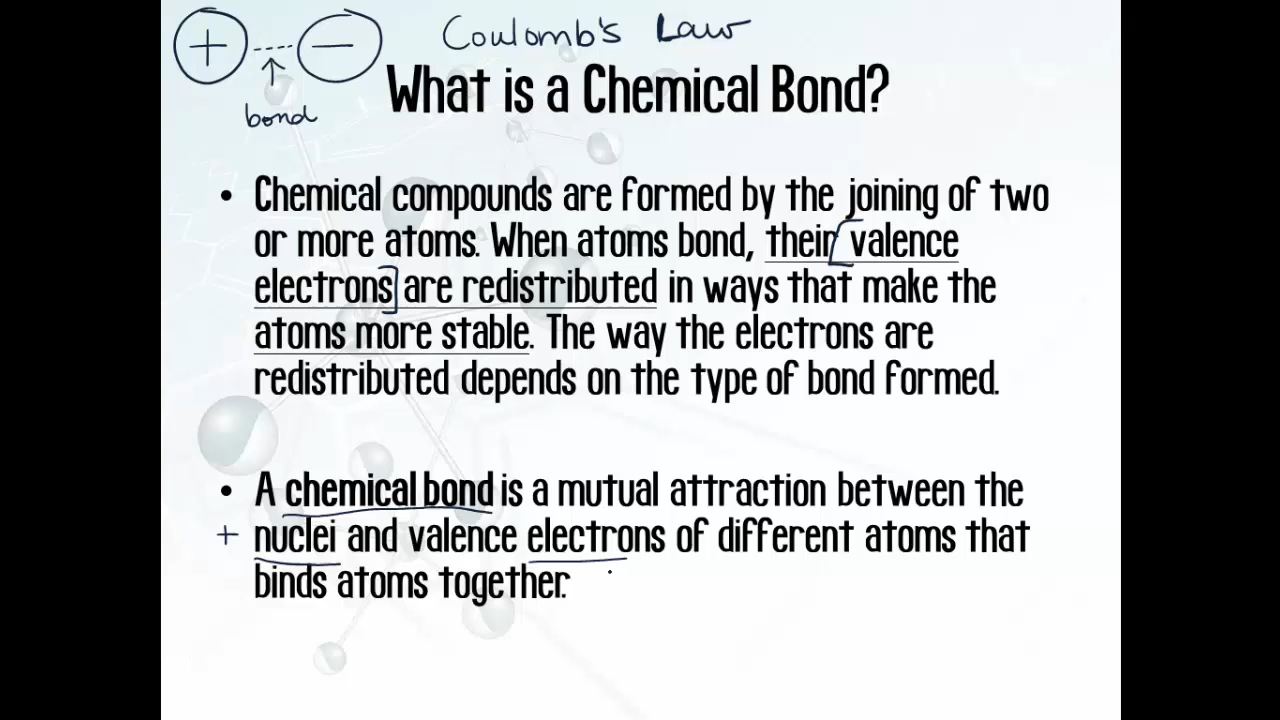 + ---- − Coulomb's Law
bond
What is a Chemical Bond?
• Chemical compounds are formed by the joining of two
or more atoms. When atoms bond, their [valence
electrons] are redistributed in ways that make the
atoms more stable. The way the electrons are
redistributed depends on the type of bond formed.
• A chemical bond is a mutual attraction between the
+ nuclei and valence electrons of different atoms that
binds atoms together.